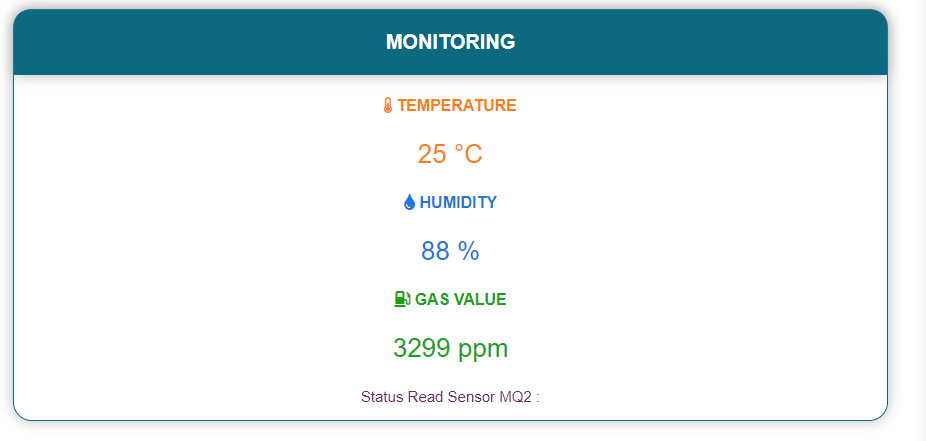 MONITORING
TEMPERATURE
25 °C
HUMIDITY
88 %
GAS VALUE
3299 ppm
Status Read Sensor MQ2 :